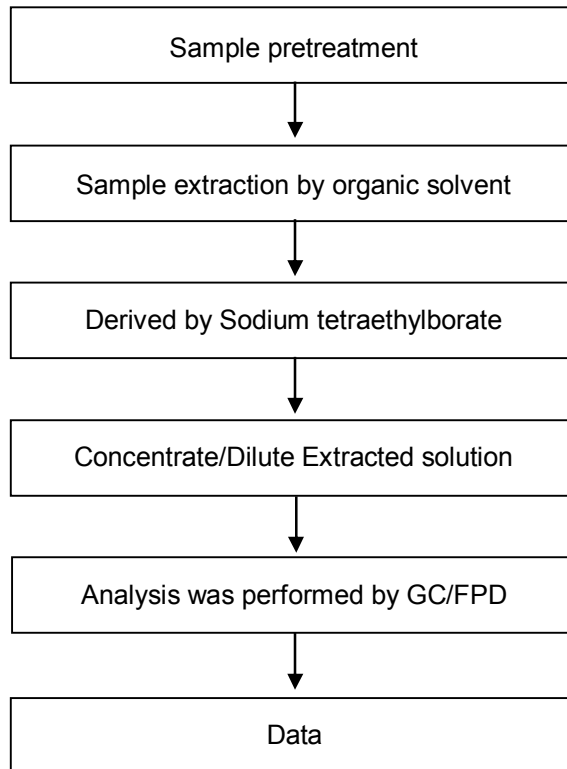 Sample pretreatment
Sample extraction by organic solvent
Derived by Sodium tetraethylborate
Concentrate/Dilute Extracted solution
Analysis was performed by GC/FPD
Data